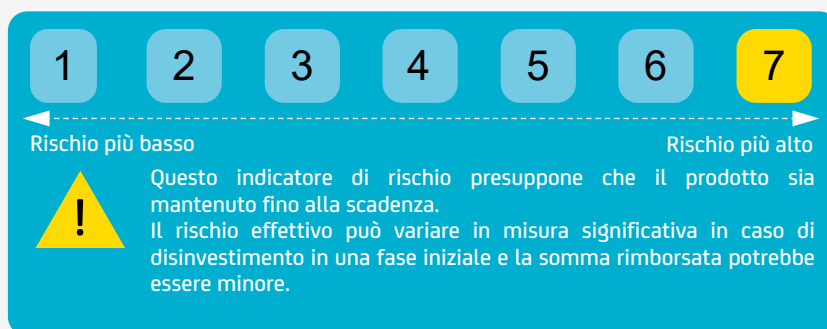 1 2 3 4 5 6 7
Rischio più basso Rischio più alto
!
Questo indicatore di rischio presuppone che il prodotto sia
mantenuto fino alla scadenza.
Il rischio effettivo può variare in misura significativa in caso di
disinvestimento in una fase iniziale e la somma rimborsata potrebbe
essere minore.